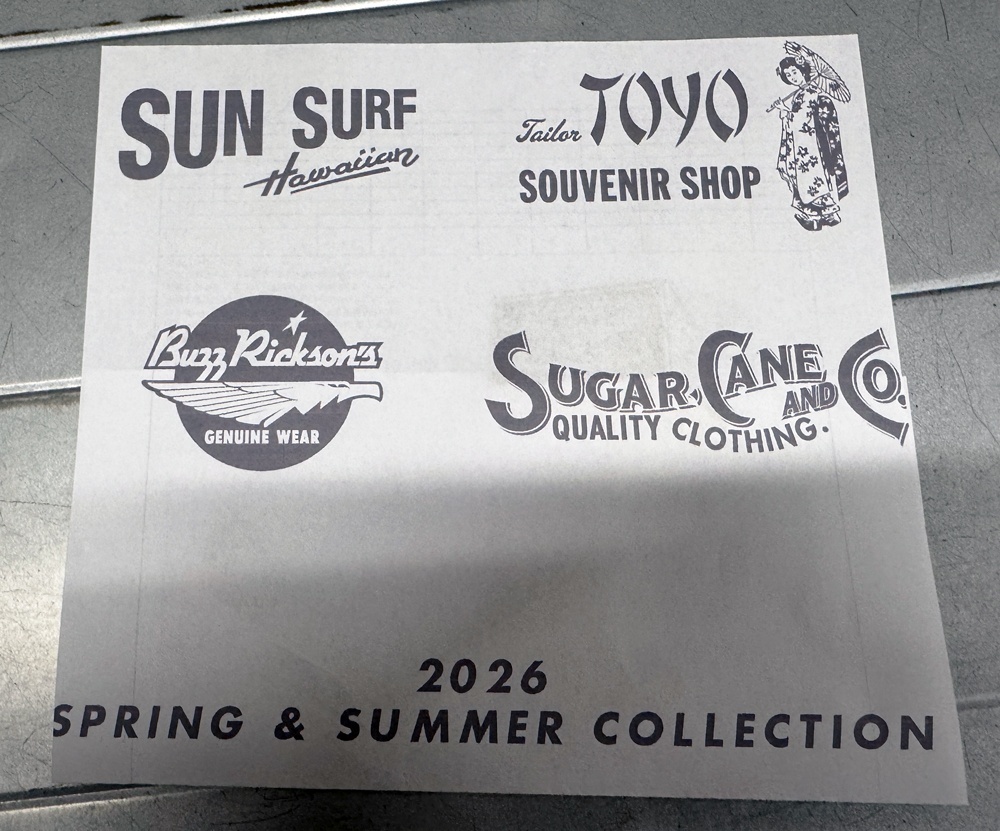 SUN SURF
Hawaiian
Tailor TOYO
SOUVENIR SHOP
Buzz Rickson's
GENUINE WEAR
SUGAR CANE AND CO.
QUALITY CLOTHING.
2026
SPRING & SUMMER COLLECTION